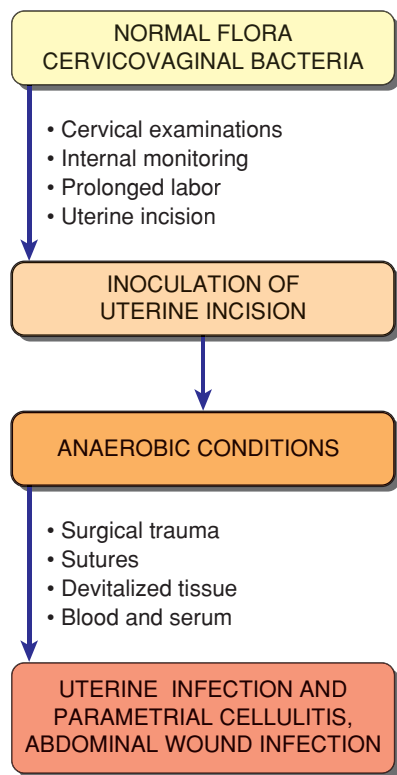 NORMAL FLORA
CERVICOVAGINAL BACTERIA
• Cervical examinations
• Internal monitoring
• Prolonged labor
• Uterine incision
INOCULATION OF
UTERINE INCISION
ANAEROBIC CONDITIONS
• Surgical trauma
• Sutures
• Devitalized tissue
• Blood and serum
UTERINE INFECTION AND
PARAMETRIAL CELLULITIS,
ABDOMINAL WOUND INFECTION